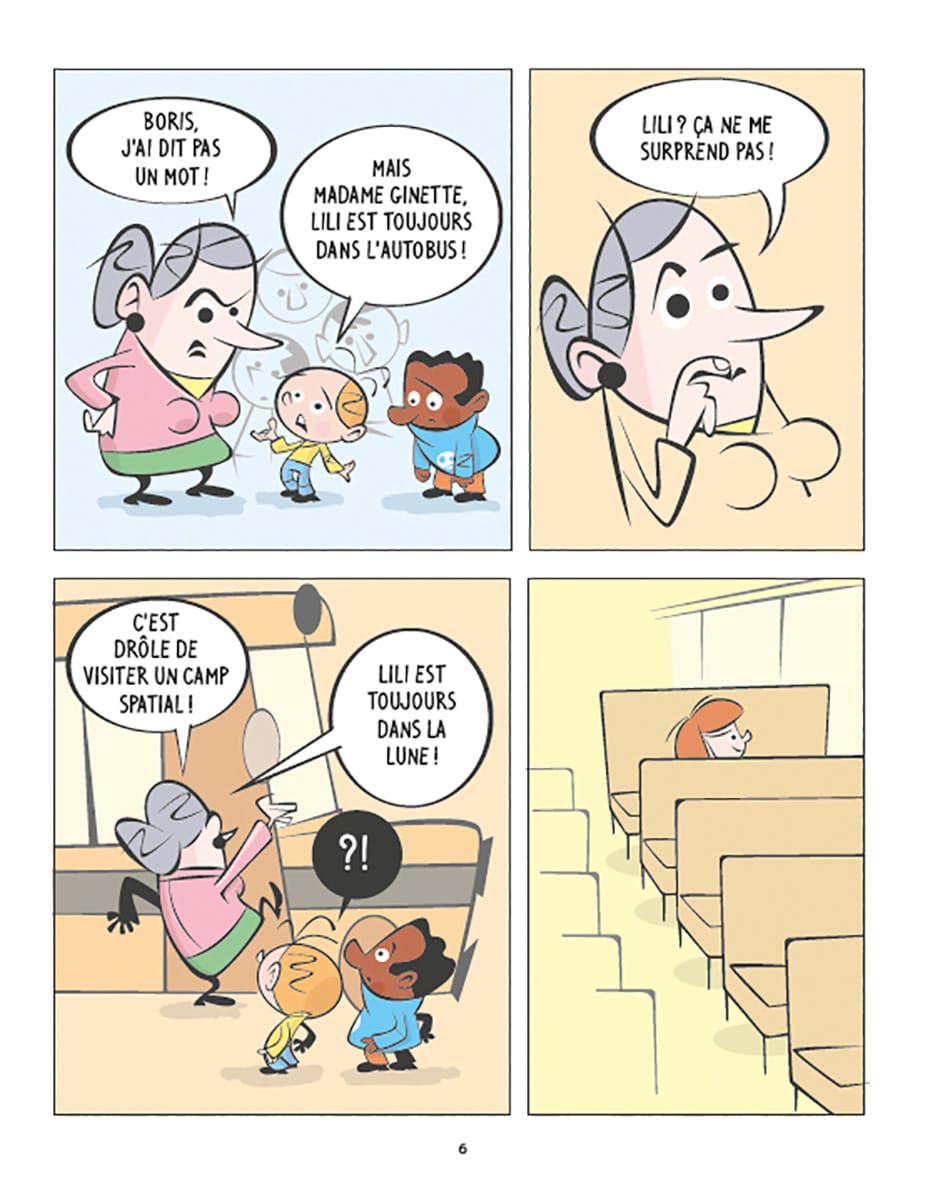 BORIS,
J'AI DIT PAS
UN MOT !
MAIS
MADAME GINETTE,
LILI EST TOUJOURS
DANS L'AUTOBUS !
LILI ? ÇA NE ME
SURPREND PAS !
C'EST
DRÔLE DE
VISITER UN CAMP
SPATIAL !
LILI EST
TOUJOURS
DANS LA
LUNE !
?!
6